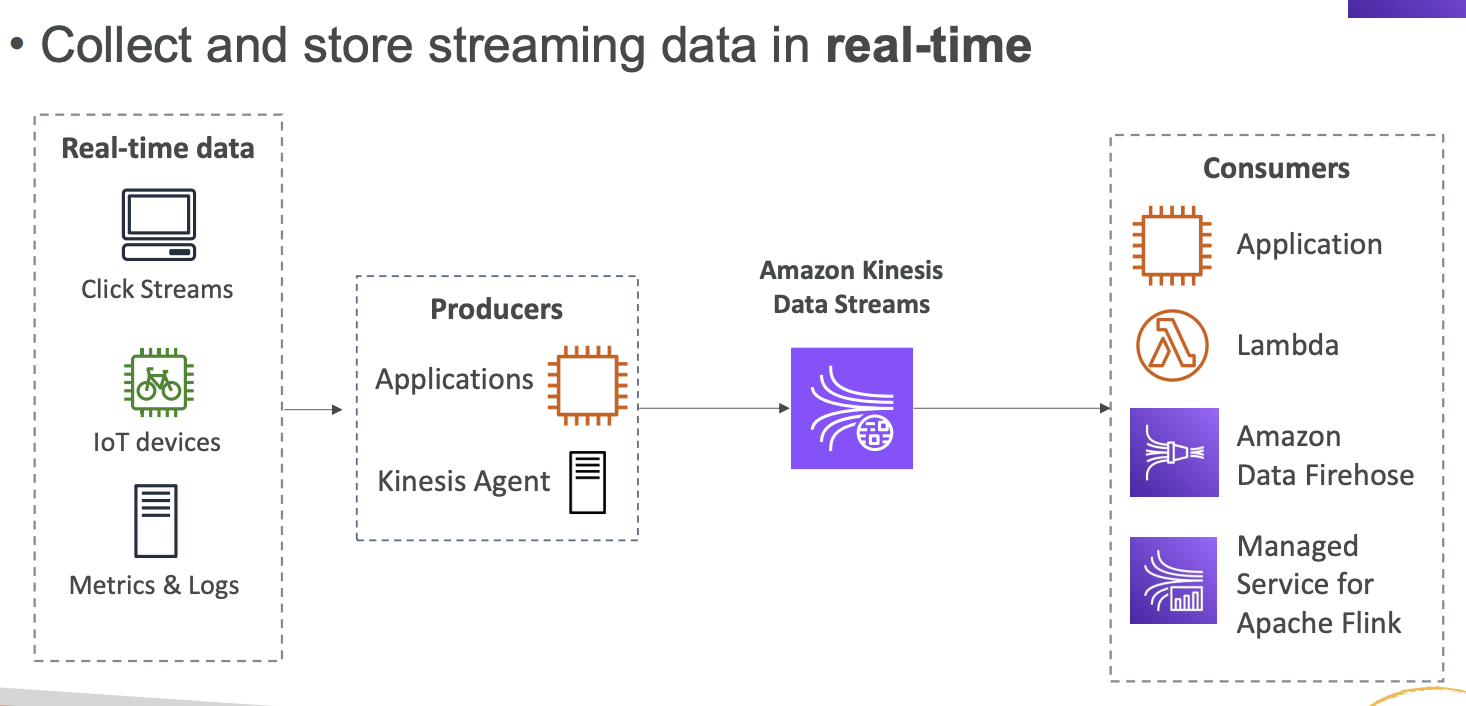 • Collect and store streaming data in real-time
Real-time data
Click Streams
IoT devices
Metrics & Logs
Producers
Applications
Kinesis Agent
Amazon Kinesis
Data Streams
Consumers
Application
Lambda
Amazon
Data Firehose
Managed
Service for
Apache Flink